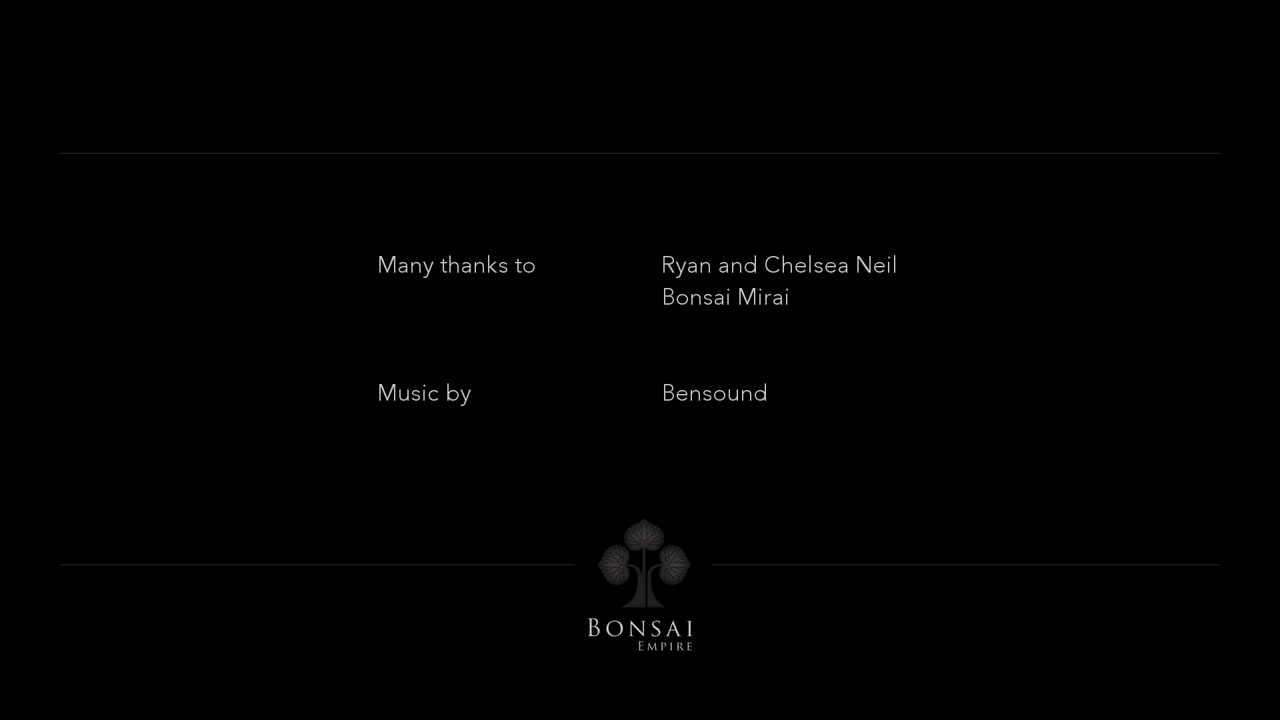 Many thanks to Ryan and Chelsea Neil
Bonsai Mirai
Music by Bensound
BONSAI
EMPIRE